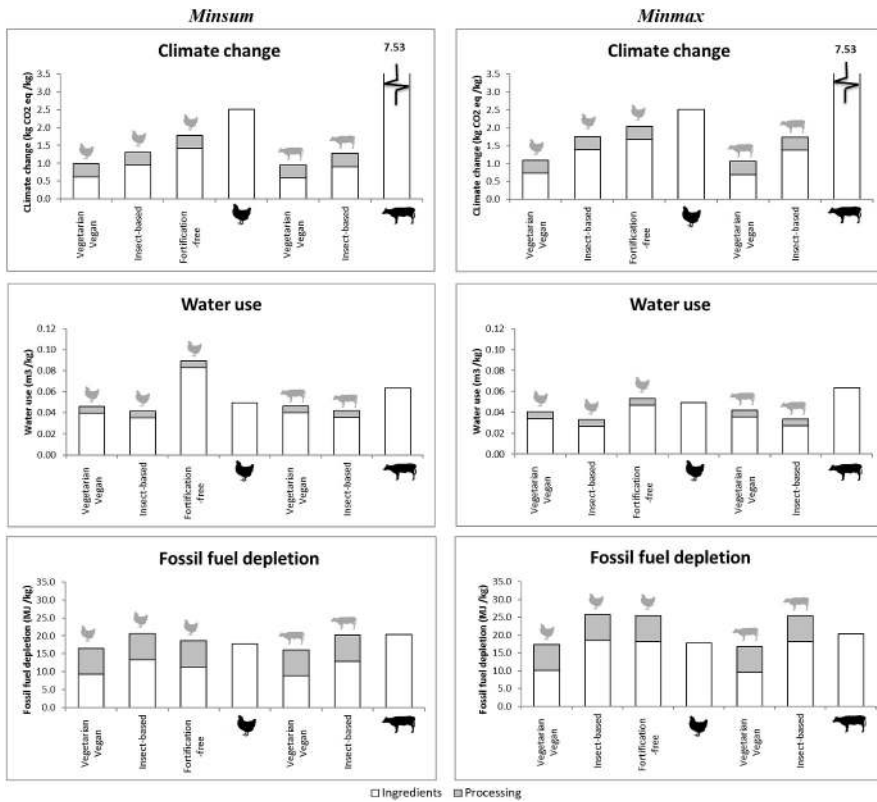 Minsum
Minmax
Climate change
CLimate change (kg CO2 eq /kg)
3.5
3.0
2.5
2.0
1.5
1.0
0.5
0.0
7.53
Vegetarian
Vegan
Insect-based
Fortification
-free
Vegetarian
Vegan
Insect-based
Climate change
CLimate change (kg CO2 eq /kg)
3.5
3.0
2.5
2.0
1.5
1.0
0.5
0.0
7.53
Vegetarian
Vegan
Insect-based
Fortification
-free
Vegetarian
Vegan
Insect-based
Water use
Water use (m3 /kg)
0.12
0.10
0.08
0.06
0.04
0.02
0.00
Vegetarian
Vegan
Insect-based
Fortification
-free
Vegetarian
Vegan
Insect-based
Water use
Water use (m3 /kg)
0.12
0.10
0.08
0.06
0.04
0.02
0.00
Vegetarian
Vegan
Insect-based
Fortification
-free
Vegetarian
Vegan
Insect-based
Fossil fuel depletion
Fossil fuel depletion (MJ /kg)
35.0
30.0
25.0
20.0
15.0
10.0
5.0
0.0
Vegetarian
Vegan
Insect-based
Fortification
-free
Vegetarian
Vegan
Insect-based
Fossil fuel depletion
Fossil fuel depletion (MJ /kg)
35.0
30.0
25.0
20.0
15.0
10.0
5.0
0.0
Vegetarian
Vegan
Insect-based
Fortification
-free
Vegetarian
Vegan
Insect-based
Ingredients
Processing